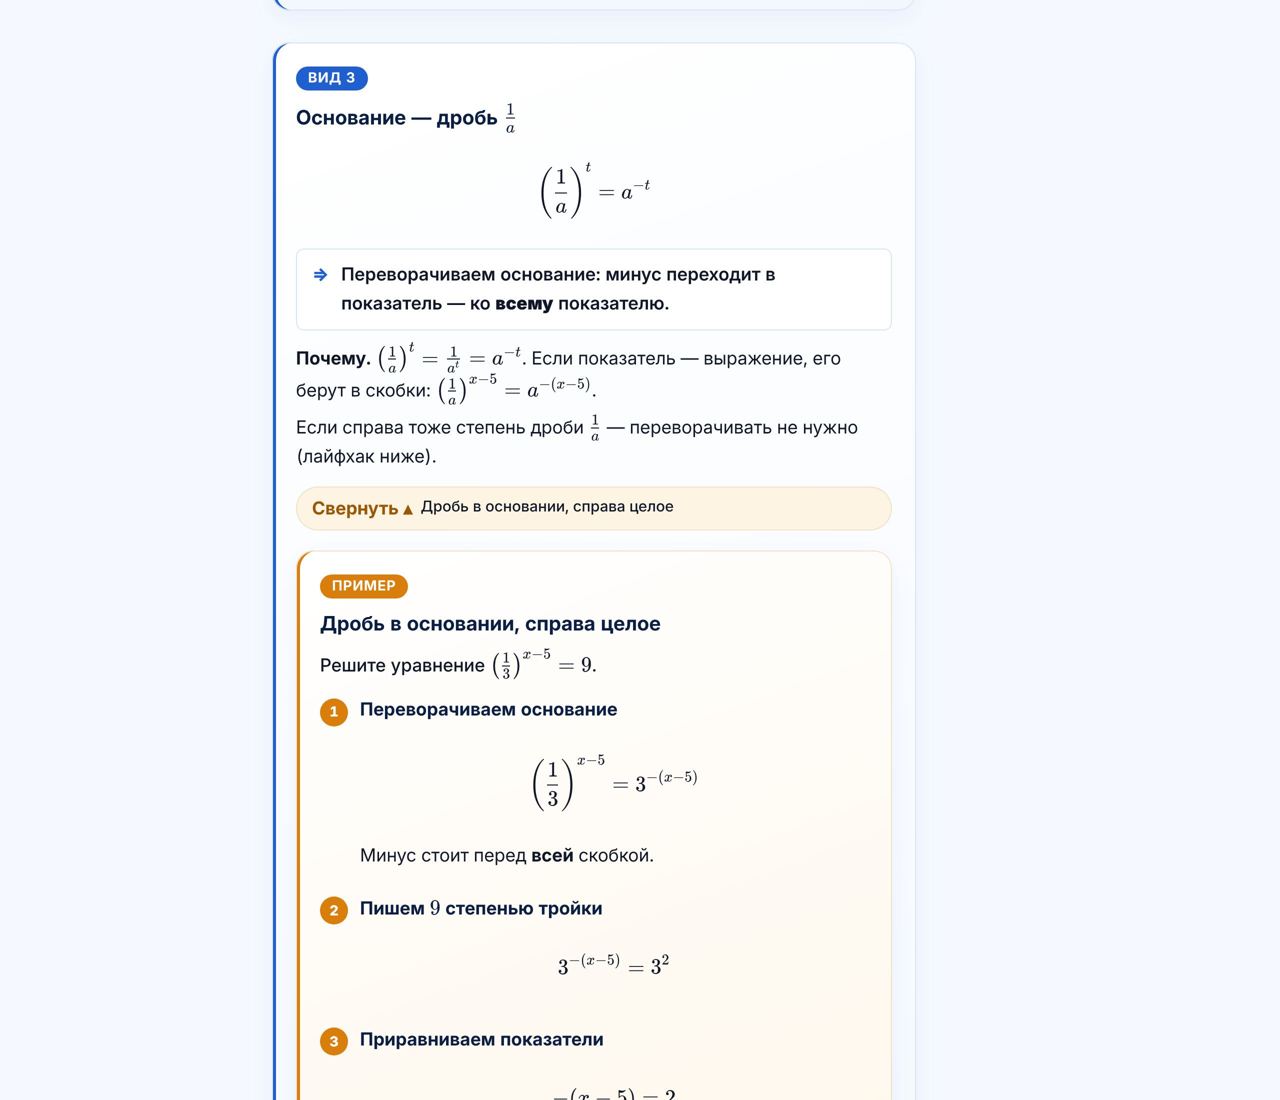 ВИД 3
Основание — дробь 1/a
(1/a)^t = a^{−t}
⇒ Переворачиваем основание: минус переходит в
показатель — ко всему показателю.
Почему. (1/a)^t = 1/a^t = a^{−t}. Если показатель — выражение, его
берут в скобки: (1/a)^{x−5} = a^{−(x−5)}.
Если справа тоже степень дроби 1/a — переворачивать не нужно
(лайфхак ниже).
Свернуть ▲ Дробь в основании, справа целое
ПРИМЕР
Дробь в основании, справа целое
Решите уравнение (1/3)^{x−5} = 9.
1 Переворачиваем основание
(1/3)^{x−5} = 3^{−(x−5)}
Минус стоит перед всей скобкой.
2 Пишем 9 степенью тройки
3^{−(x−5)} = 3^2
3 Приравниваем показатели
−(x − 5) = 2